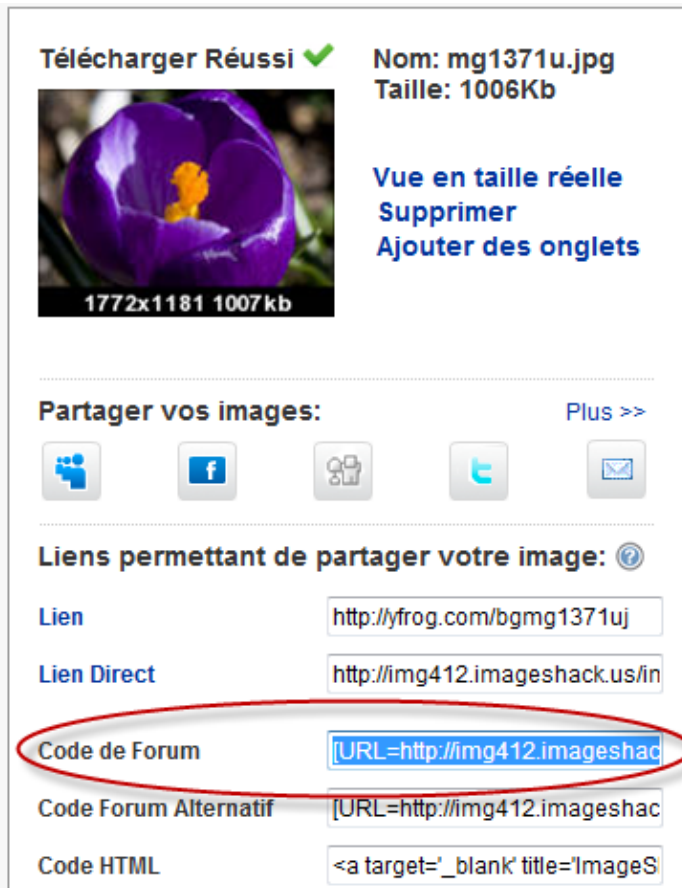 Télécharger Réussi
Nom: mg1371u.jpg
Taille: 1006Kb
1772x1181 1007kb
Vue en taille réelle
Supprimer
Ajouter des onglets
Partager vos images:
Plus >>
Liens permettant de partager votre image:
Lien
http://yfrog.com/bgmg1371uj
Lien Direct
http://img412.imageshack.us/in
Code de Forum
[URL=http://img412.imageshac
Code Forum Alternatif
[URL=http://img412.imageshac
Code HTML
<a target='_blank' title='ImageS